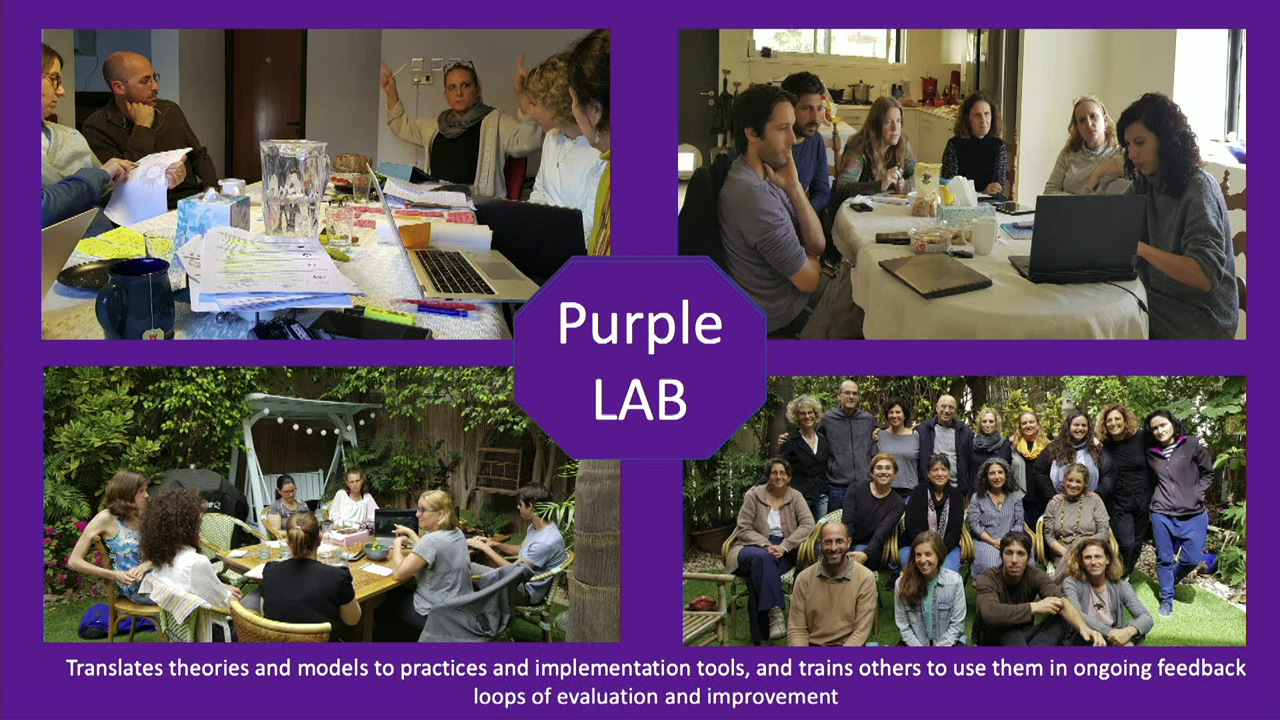 Purple
LAB
Translates theories and models to practices and implementation tools, and trains others to use them in ongoing feedback
loops of evaluation and improvement